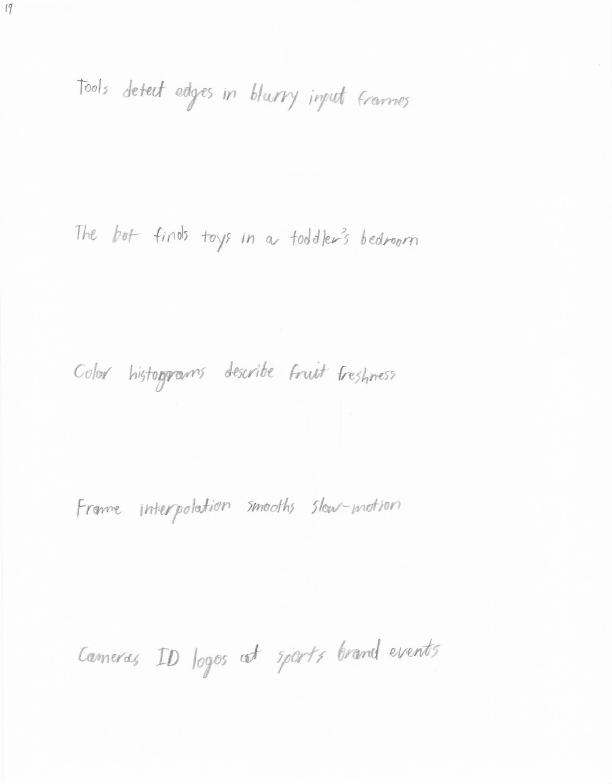 19
Tools detect edges in blurry input frames
The bot finds toys in a toddler's bedroom
Color histograms describe fruit freshness
Frame interpolation smooths slow-motion
Cameras ID logos at sports brand events